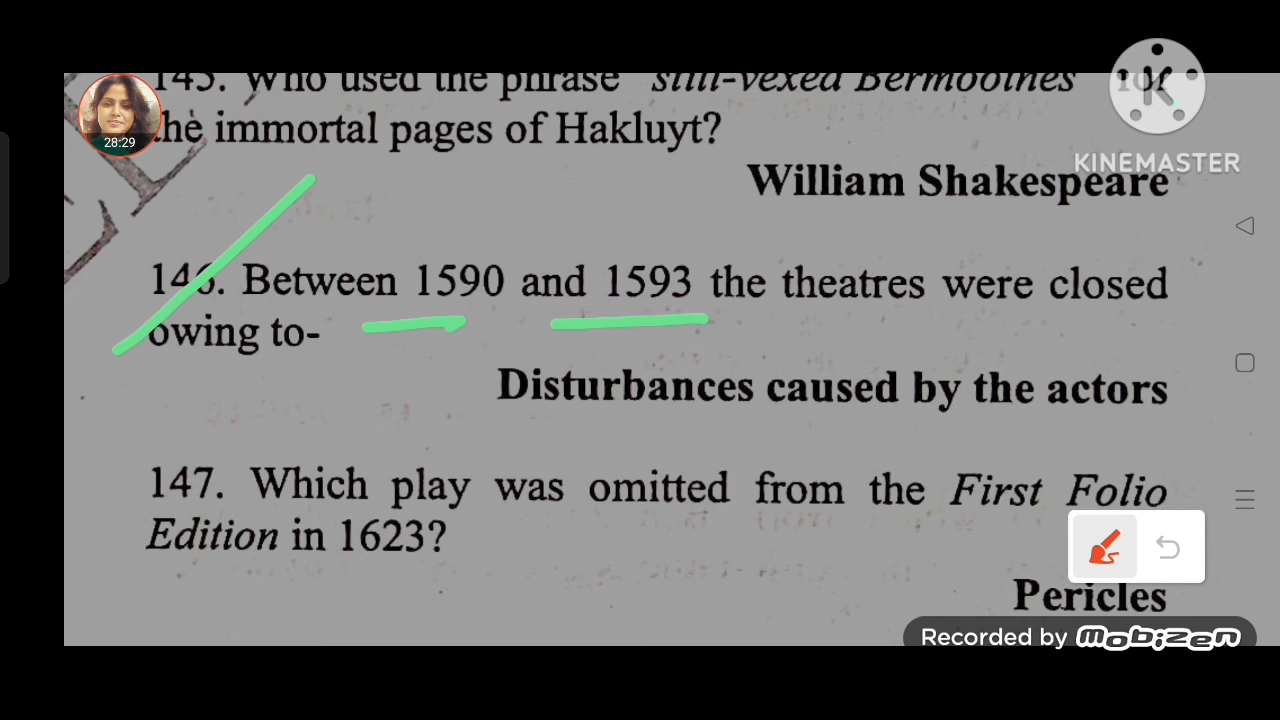 KINEMASTER
28:29
145. Who used the phrase "still-vexed Bermoothes" for
the immortal pages of Hakluyt?
William Shakespeare
146. Between 1590 and 1593 the theatres were closed
owing to-
Disturbances caused by the actors
147. Which play was omitted from the First Folio
Edition in 1623?
Pericles
Recorded by mobizen